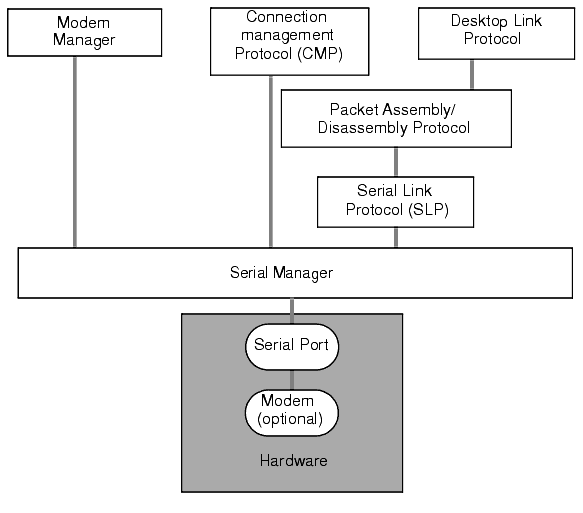 Modem
Manager
Connection
management
Protocol (CMP)
Desktop Link
Protocol
Packet Assembly/
Disassembly Protocol
Serial Link
Protocol (SLP)
Serial Manager
Serial Port
Modem
(optional)
Hardware